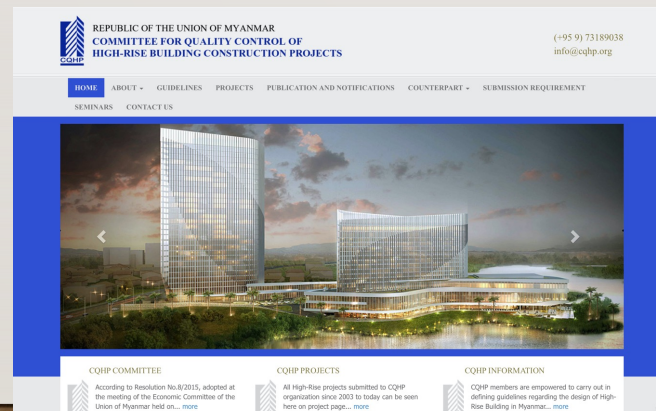 REPUBLIC OF THE UNION OF MYANMAR
COMMITTEE FOR QUALITY CONTROL OF
HIGH-RISE BUILDING CONSTRUCTION PROJECTS
CQHP
(+95 9) 73189038
info@cqhp.org
HOME ABOUT GUIDELINES PROJECTS PUBLICATION AND NOTIFICATIONS COUNTERPART SUBMISSION REQUIREMENT
SEMINARS CONTACT US
CQHP COMMITTEE
According to Resolution No.8/2015, adopted at
the meeting of the Economic Committee of the
Union of Myanmar held on... more
CQHP PROJECTS
All High-Rise projects submitted to CQHP
organization since 2003 to today can be seen
here on project page... more
CQHP INFORMATION
CQHP members are empowered to carry out in
defining guidelines regarding the design of High-
Rise Building in Myanmar... more